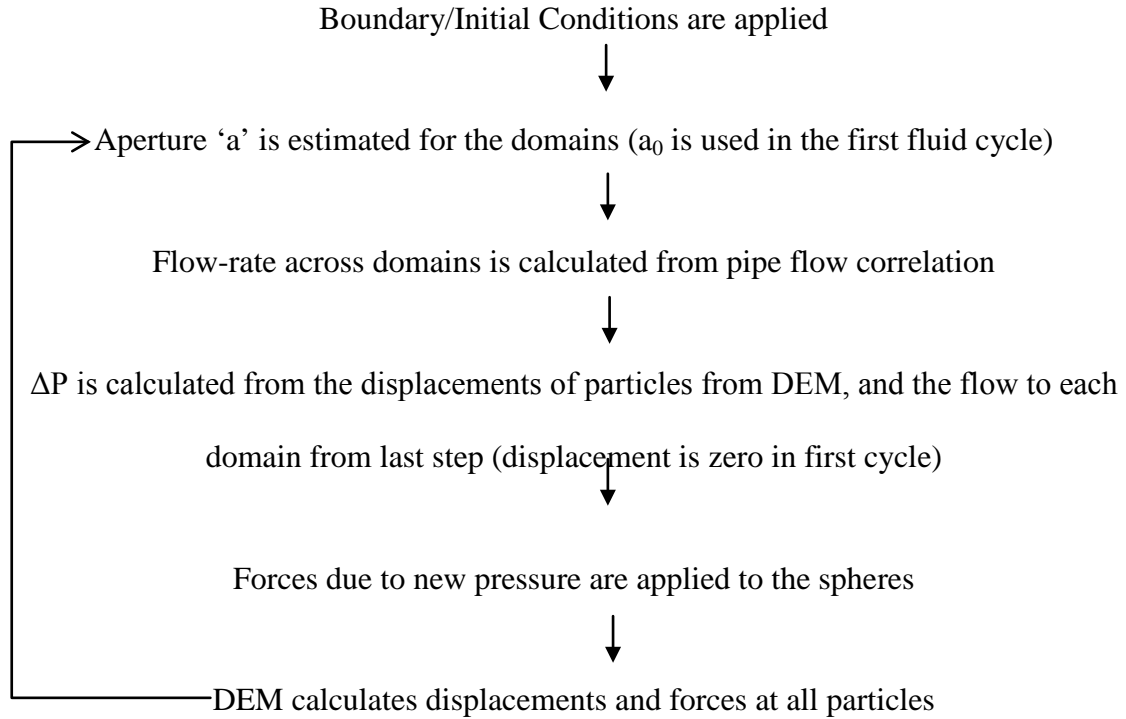 Boundary/Initial Conditions are applied
Aperture ‘a’ is estimated for the domains (a₀ is used in the first fluid cycle)
Flow-rate across domains is calculated from pipe flow correlation
ΔP is calculated from the displacements of particles from DEM, and the flow to each
domain from last step (displacement is zero in first cycle)
Forces due to new pressure are applied to the spheres
DEM calculates displacements and forces at all particles